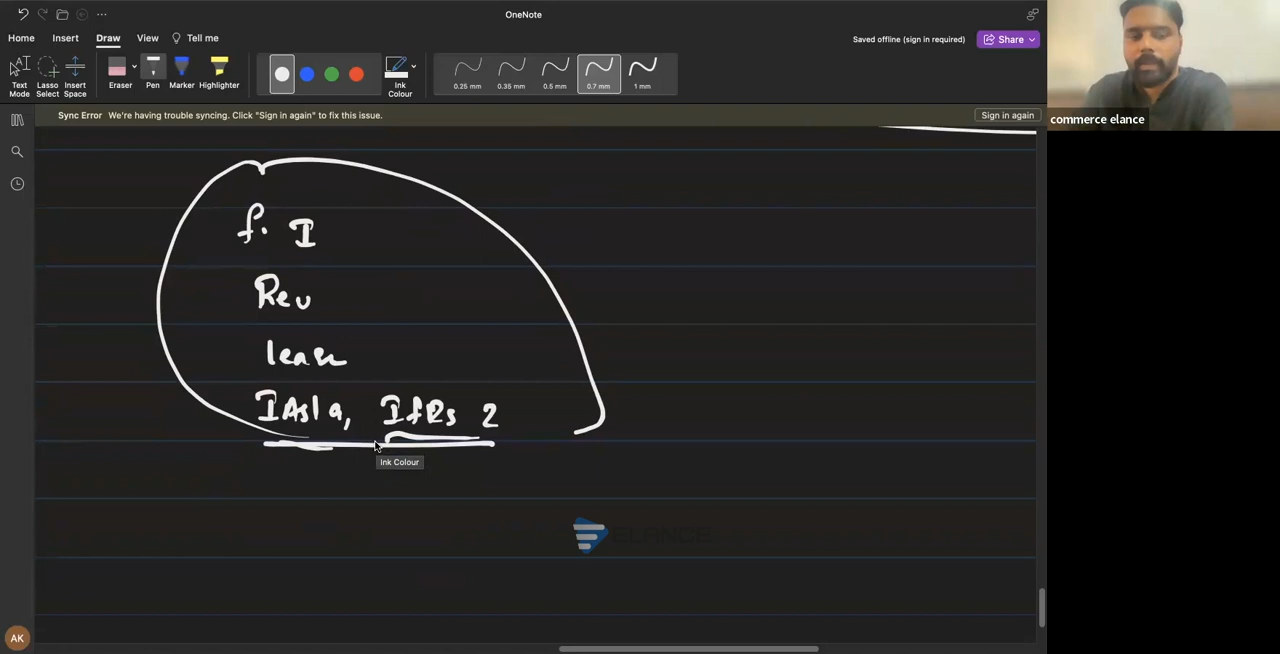 OneNote
Home Insert Draw View Tell me
Saved offline (sign in required)
Share
Text Mode
Lasso Select
Insert Space
Eraser
Pen
Marker
Highlighter
Ink Colour
0.25 mm
0.35 mm
0.5 mm
0.7 mm
1 mm
commerce elance
Sync Error We're having trouble syncing. Click "Sign in again" to fix this issue.
Sign in again
f. I
Rev
lease
IAS19, IfRS 2
Ink Colour
ELANCE
AK